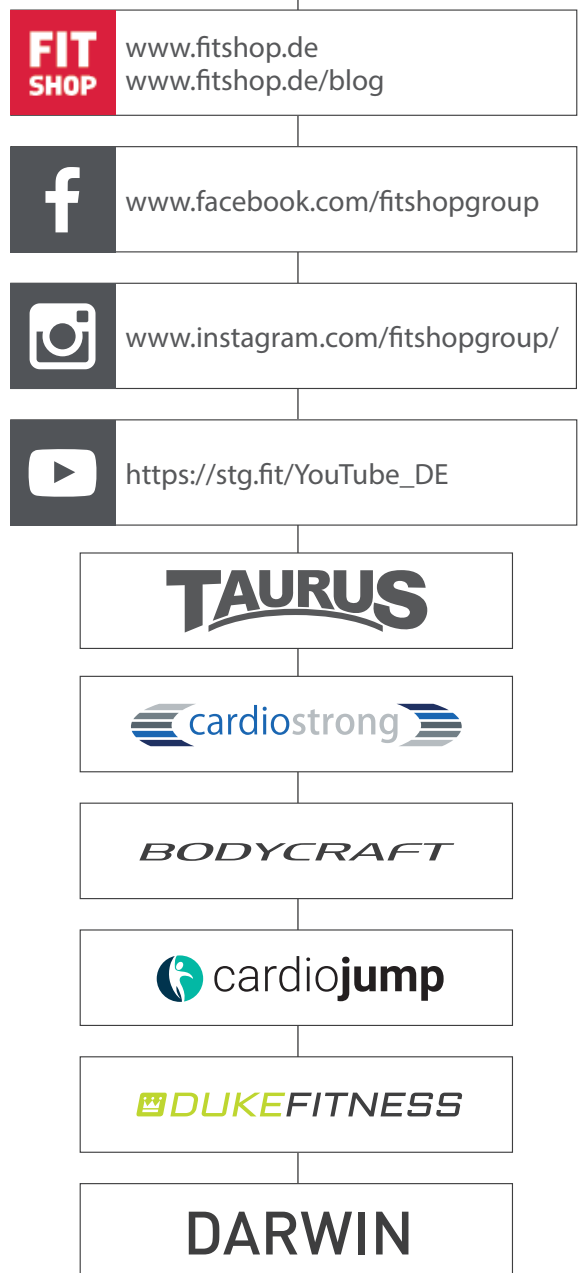 FIT
SHOP
www.fitshop.de
www.fitshop.de/blog
f
www.facebook.com/fitshopgroup
www.instagram.com/fitshopgroup/
https://stg.fit/YouTube_DE
TAURUS
cardiostrong
BODYCRAFT
cardiojump
DUKEFITNESS
DARWIN